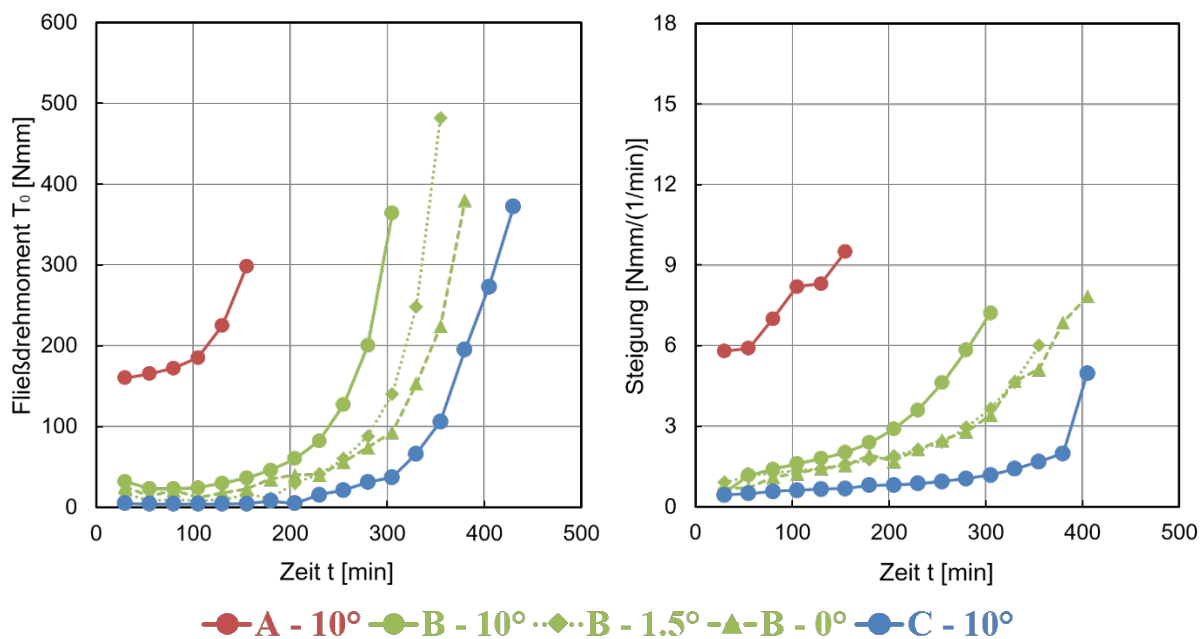 600
500
400
300
200
100
0
Fließdrehmoment T₀ [Nmm]
0 100 200 300 400 500
Zeit t [min]
18
15
12
9
6
3
0
Steigung [Nmm/(1/min)]
0 100 200 300 400 500
Zeit t [min]
A - 10° B - 10° B - 1.5° B - 0° C - 10°